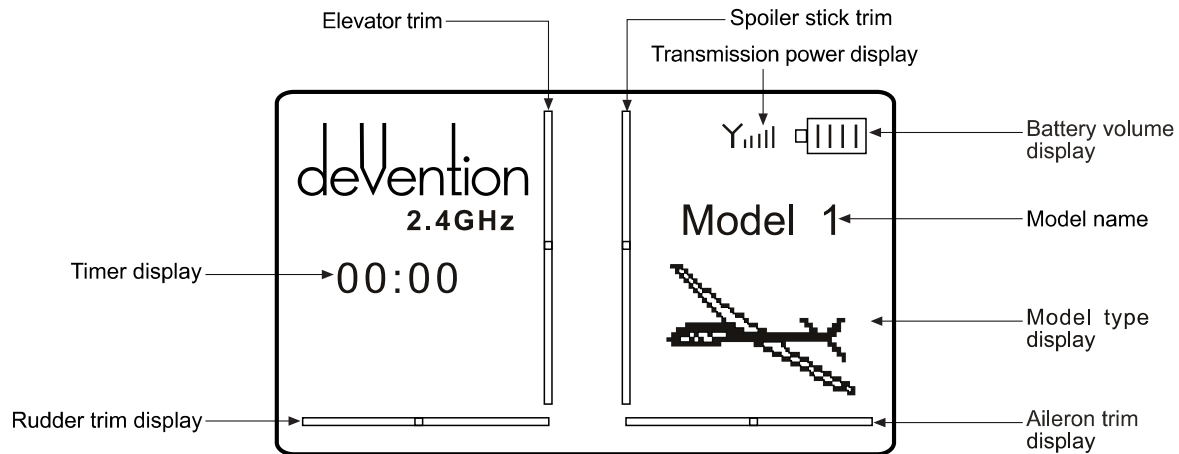 Elevator trim
Spoiler stick trim
Transmission power display
Battery volume
display
devention
2.4GHz
Model 1
Model name
Timer display
00:00
Model type
display
Rudder trim display
Aileron trim
display